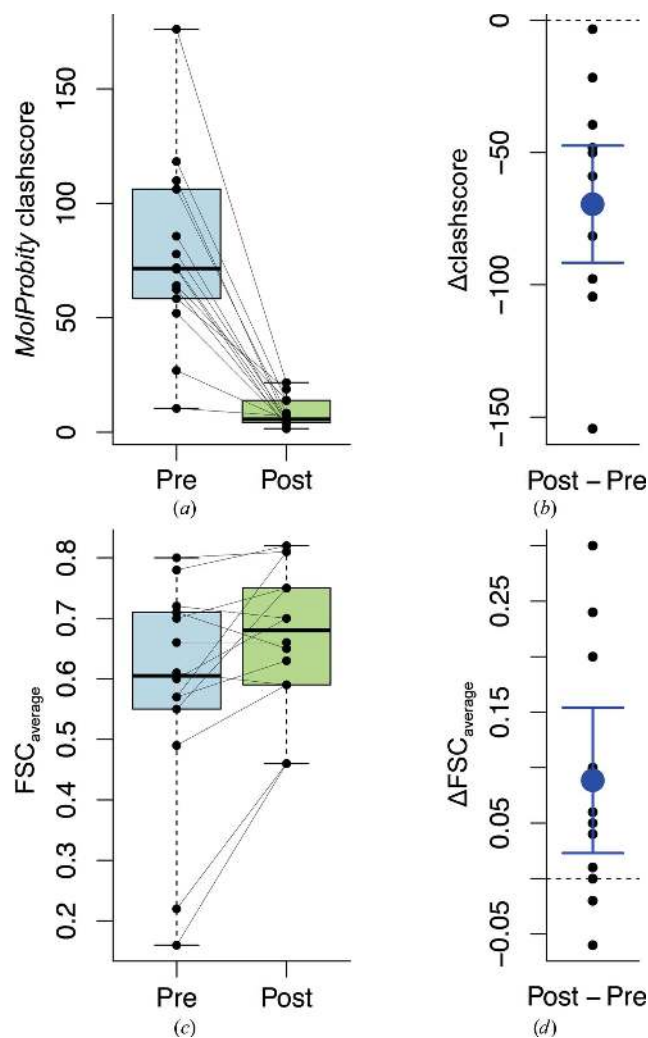 MolProbity clashscore
150
100
50
0
Pre
Post
(a)
Δclashscore
0
−50
−100
−150
Post − Pre
(b)
FSCaverage
0.8
0.7
0.6
0.5
0.4
0.3
0.2
Pre
Post
(c)
ΔFSCaverage
0.25
0.15
0.05
−0.05
Post − Pre
(d)